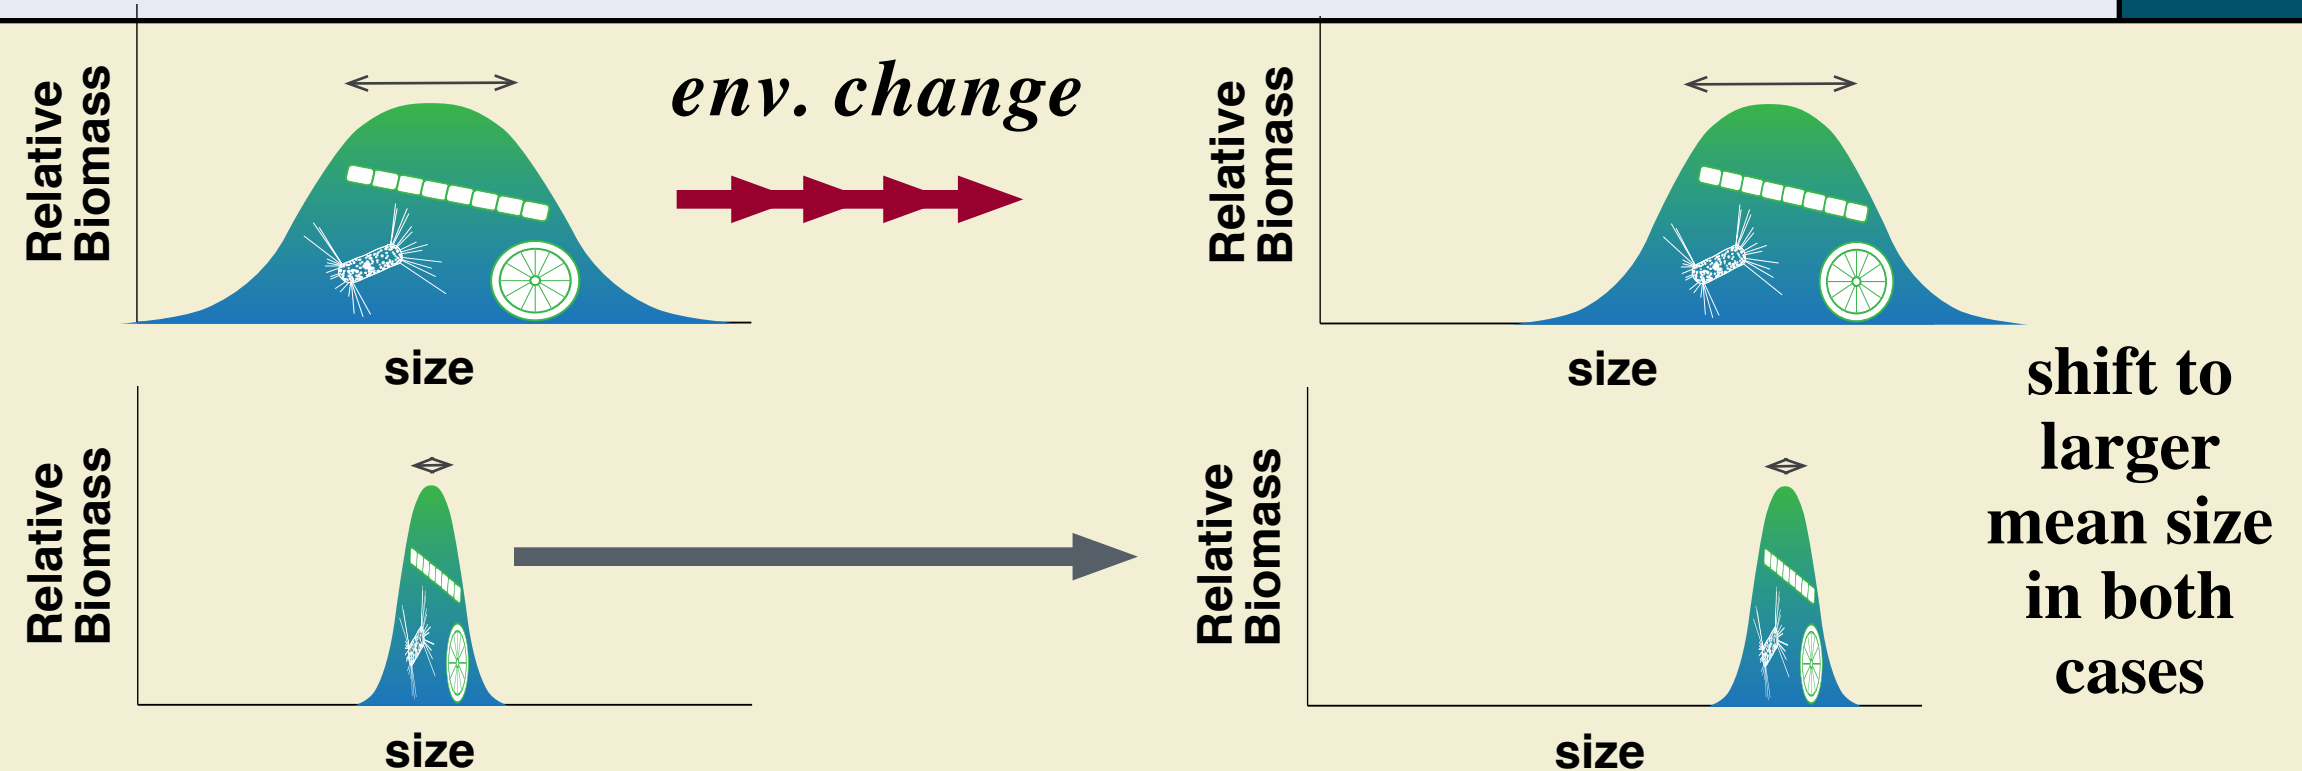 Relative
Biomass
size
env. change
Relative
Biomass
size
Relative
Biomass
size
Relative
Biomass
size
shift to
larger
mean size
in both
cases